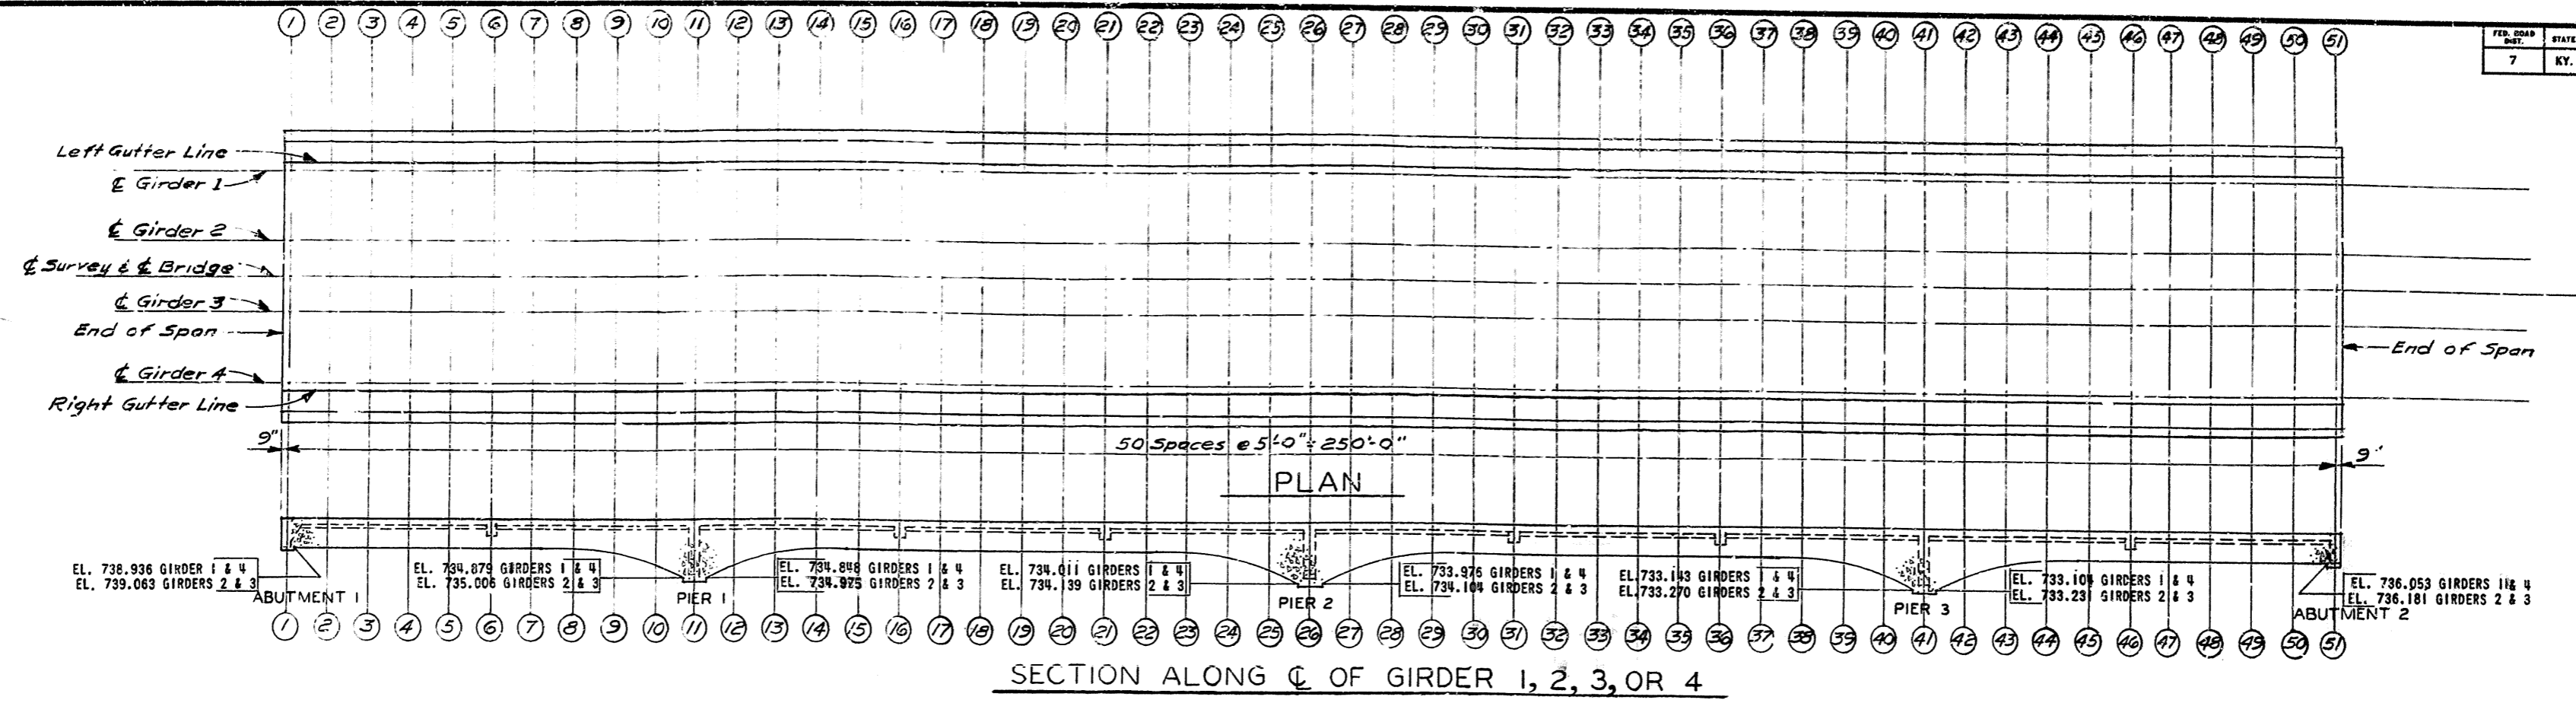 1 2 3 4 5 6 7 8 9 10 11 12 13 14 15 16 17 18 19 20 21 22 23 24 25 26 27 28 29 30 31 32 33 34 35 36 37 38 39 40 41 42 43 44 45 46 47 48 49 50 51
FED. ROAD DIST. STATE
7 KY.
Left Gutter Line
℄ Girder 1
℄ Girder 2
℄ Survey & ℄ Bridge
℄ Girder 3
End of Span
℄ Girder 4
Right Gutter Line
End of Span
9" 50 Spaces @ 5'-0" = 250'-0" 9"
PLAN
EL. 738.936 GIRDER 1 & 4
EL. 739.063 GIRDERS 2 & 3
ABUTMENT 1
EL. 734.879 GIRDERS 1 & 4
EL. 735.006 GIRDERS 2 & 3
PIER 1
EL. 734.848 GIRDERS 1 & 4
EL. 734.975 GIRDERS 2 & 3
EL. 734.011 GIRDERS 1 & 4
EL. 734.139 GIRDERS 2 & 3
PIER 2
EL. 733.976 GIRDERS 1 & 4
EL. 734.104 GIRDERS 2 & 3
EL. 733.143 GIRDERS 1 & 4
EL. 733.270 GIRDERS 2 & 3
PIER 3
EL. 733.104 GIRDERS 1 & 4
EL. 733.231 GIRDERS 2 & 3
EL. 736.053 GIRDERS 1 & 4
EL. 736.181 GIRDERS 2 & 3
ABUTMENT 2
1 2 3 4 5 6 7 8 9 10 11 12 13 14 15 16 17 18 19 20 21 22 23 24 25 26 27 28 29 30 31 32 33 34 35 36 37 38 39 40 41 42 43 44 45 46 47 48 49 50 51
SECTION ALONG ℄ OF GIRDER 1, 2, 3, OR 4